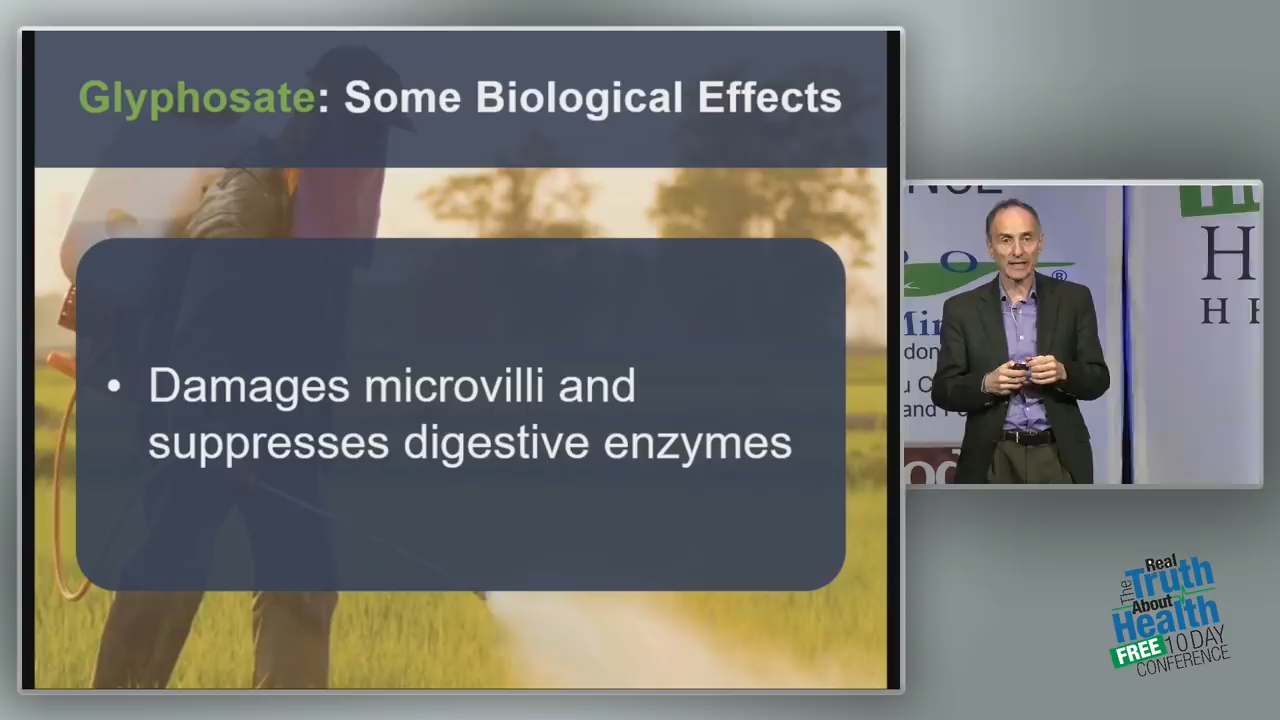 Glyphosate: Some Biological Effects
• Damages microvilli and
suppresses digestive enzymes
O
®
H
H
and
The Real
Truth
About
Health
FREE 10 DAY
CONFERENCE